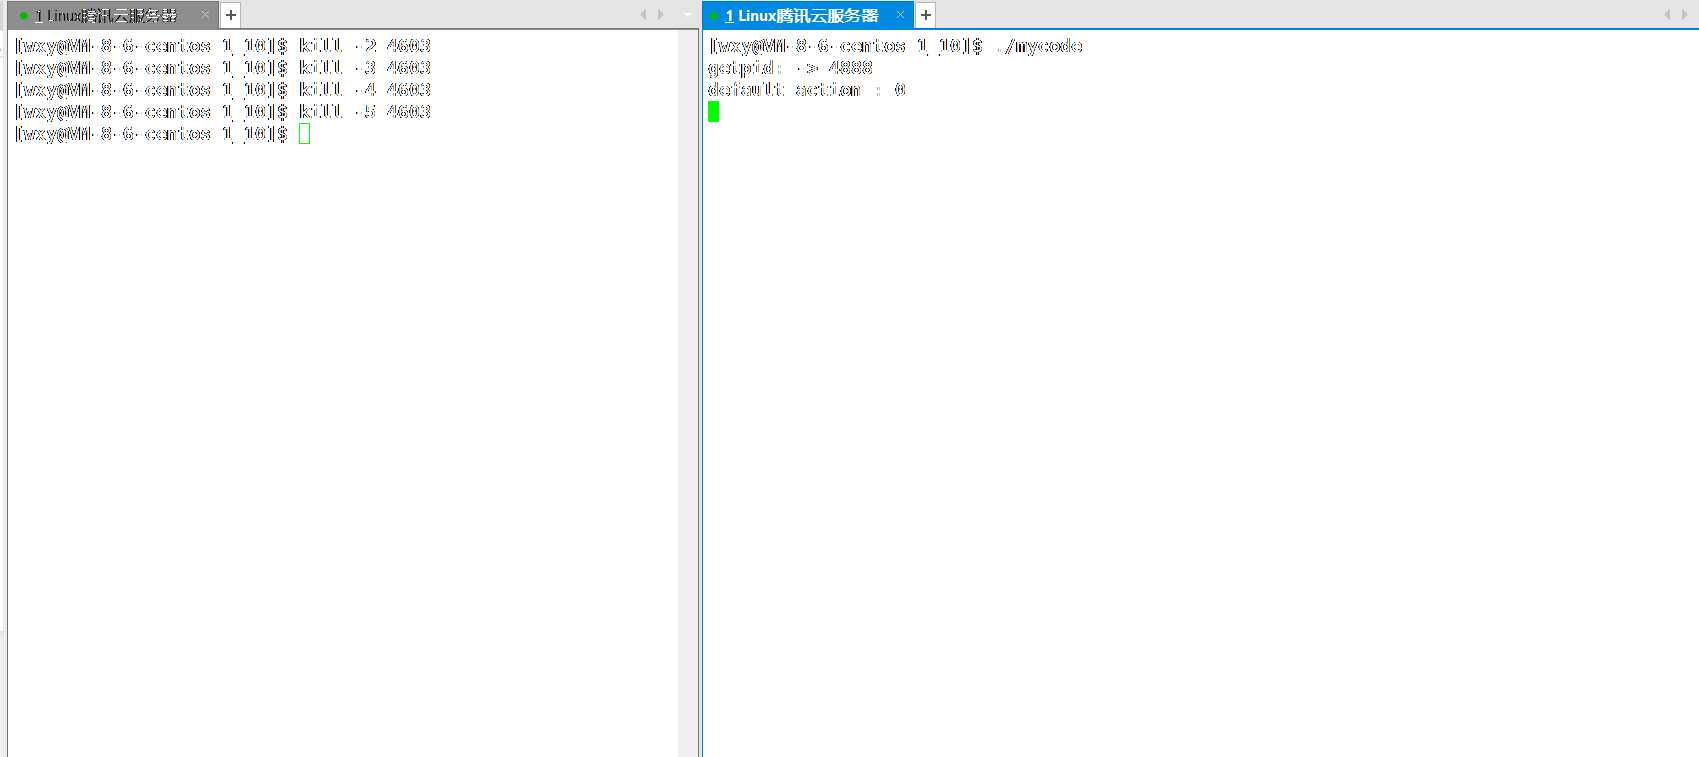 1 Linux腾讯云服务器
[wxy@VM-8-6-centos 1_10]$ kill -2 4603
[wxy@VM-8-6-centos 1_10]$ kill -3 4603
[wxy@VM-8-6-centos 1_10]$ kill -4 4603
[wxy@VM-8-6-centos 1_10]$ kill -5 4603
[wxy@VM-8-6-centos 1_10]$
1 Linux腾讯云服务器
[wxy@VM-8-6-centos 1_10]$ ./mycode
getpid: -> 4888
default action : 0